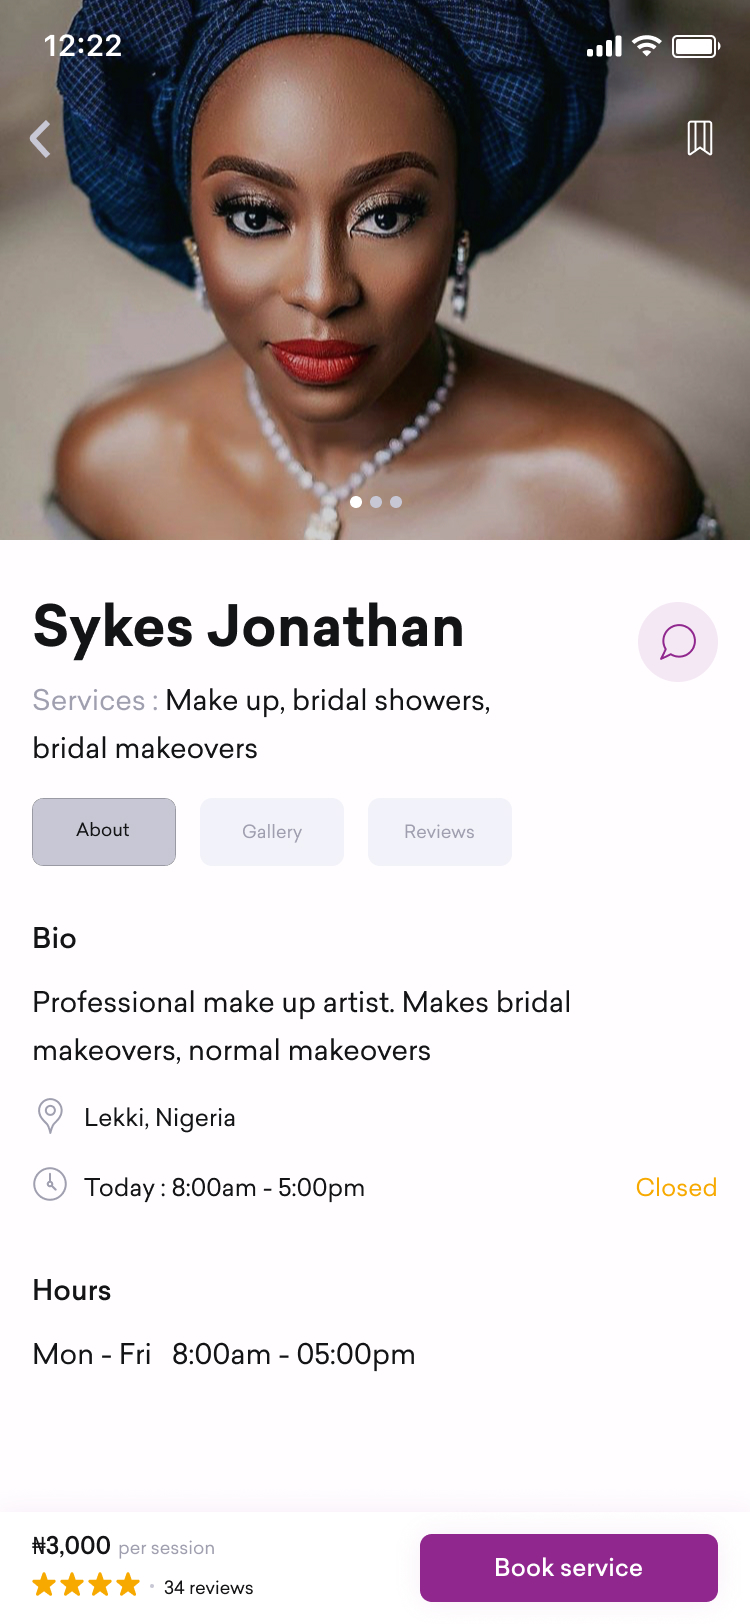 12:22
Sykes Jonathan
Services : Make up, bridal showers,
bridal makeovers
About
Gallery
Reviews
Bio
Professional make up artist. Makes bridal
makeovers, normal makeovers
Lekki, Nigeria
Today : 8:00am - 5:00pm
Closed
Hours
Mon - Fri 8:00am - 05:00pm
₦3,000 per session
34 reviews
Book service